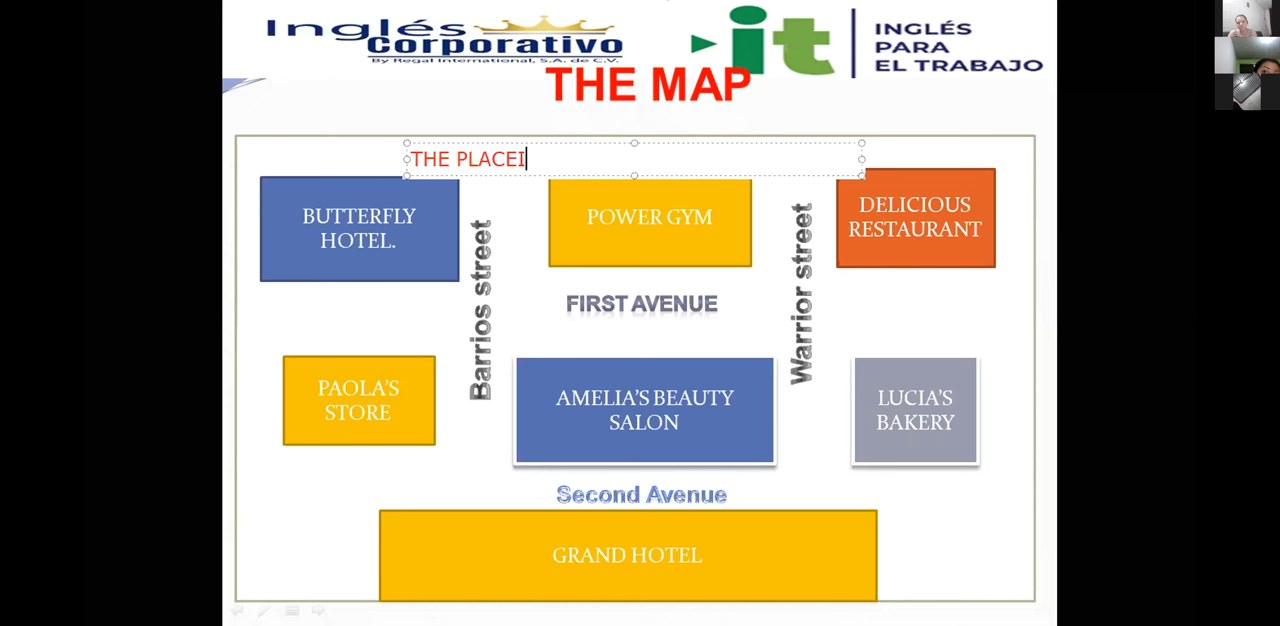 Inglés
Corporativo
By Regal International, S.A. de C.V.
it
INGLÉS
PARA
EL TRABAJO
THE MAP
THE PLACEI
BUTTERFLY
HOTEL.
POWER GYM
DELICIOUS
RESTAURANT
Barrios street
FIRST AVENUE
Warrior street
PAOLA'S
STORE
AMELIA'S BEAUTY
SALON
LUCIA'S
BAKERY
Second Avenue
GRAND HOTEL